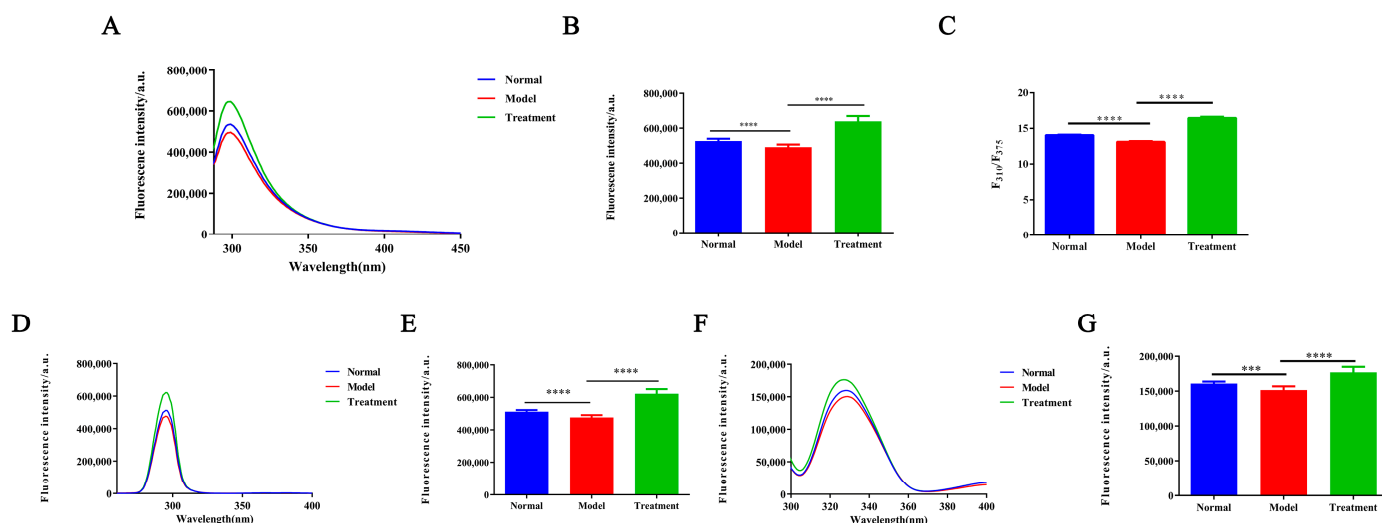 A
Fluorescene intensity/a.u.
800,000
600,000
400,000
200,000
0
300
350
400
450
Wavelength(nm)
Normal
Model
Treatment
B
Fluorescene intensity/a.u.
800,000
600,000
400,000
200,000
0
****
****
Normal
Model
Treatment
C
F310/F375
20
15
10
5
0
****
****
Normal
Model
Treatment
D
Fluorescence intensity/a.u.
800,000
600,000
400,000
200,000
0
300
400
Wavelength(nm)
Normal
Model
Treatment
E
Fluorescence intensity/a.u.
800,000
600,000
400,000
200,000
0
****
****
Normal
Model
Treatment
F
Fluorescence intensity/a.u.
200,000
150,000
100,000
50,000
0
300
320
340
360
380
400
Wavelength(nm)
Normal
Model
Treatment
G
Fluorescence intensity/a.u.
200,000
150,000
100,000
50,000
0
***
****
Normal
Model
Treatment